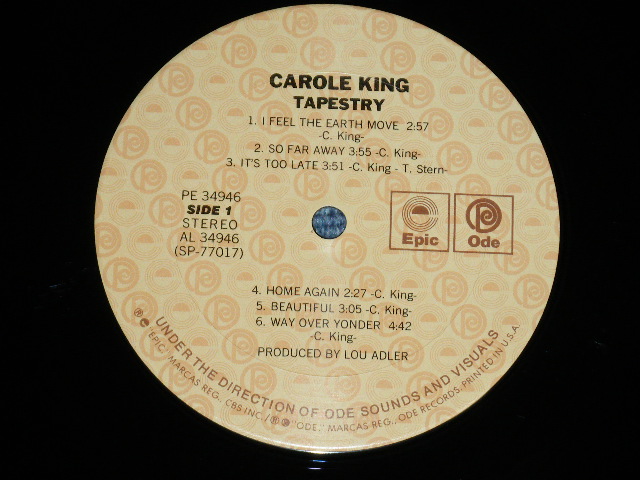 CAROLE KING
TAPESTRY
1. I FEEL THE EARTH MOVE 2:57
-C. King-
2. SO FAR AWAY 3:55 -C. King-
3. IT'S TOO LATE 3:51 -C. King - T. Stern-
PE 34946
SIDE 1
STEREO
AL 34946
(SP-77017)
Epic
Ode
4. HOME AGAIN 2:27 -C. King-
5. BEAUTIFUL 3:05 -C. King-
6. WAY OVER YONDER 4:42
-C. King-
PRODUCED BY LOU ADLER
UNDER THE DIRECTION OF ODE SOUNDS AND VISUALS
"EPIC," MARCAS REG. CBS INC./ "ODE," MARCAS REG., ODE RECORDS. PRINTED IN U.S.A.